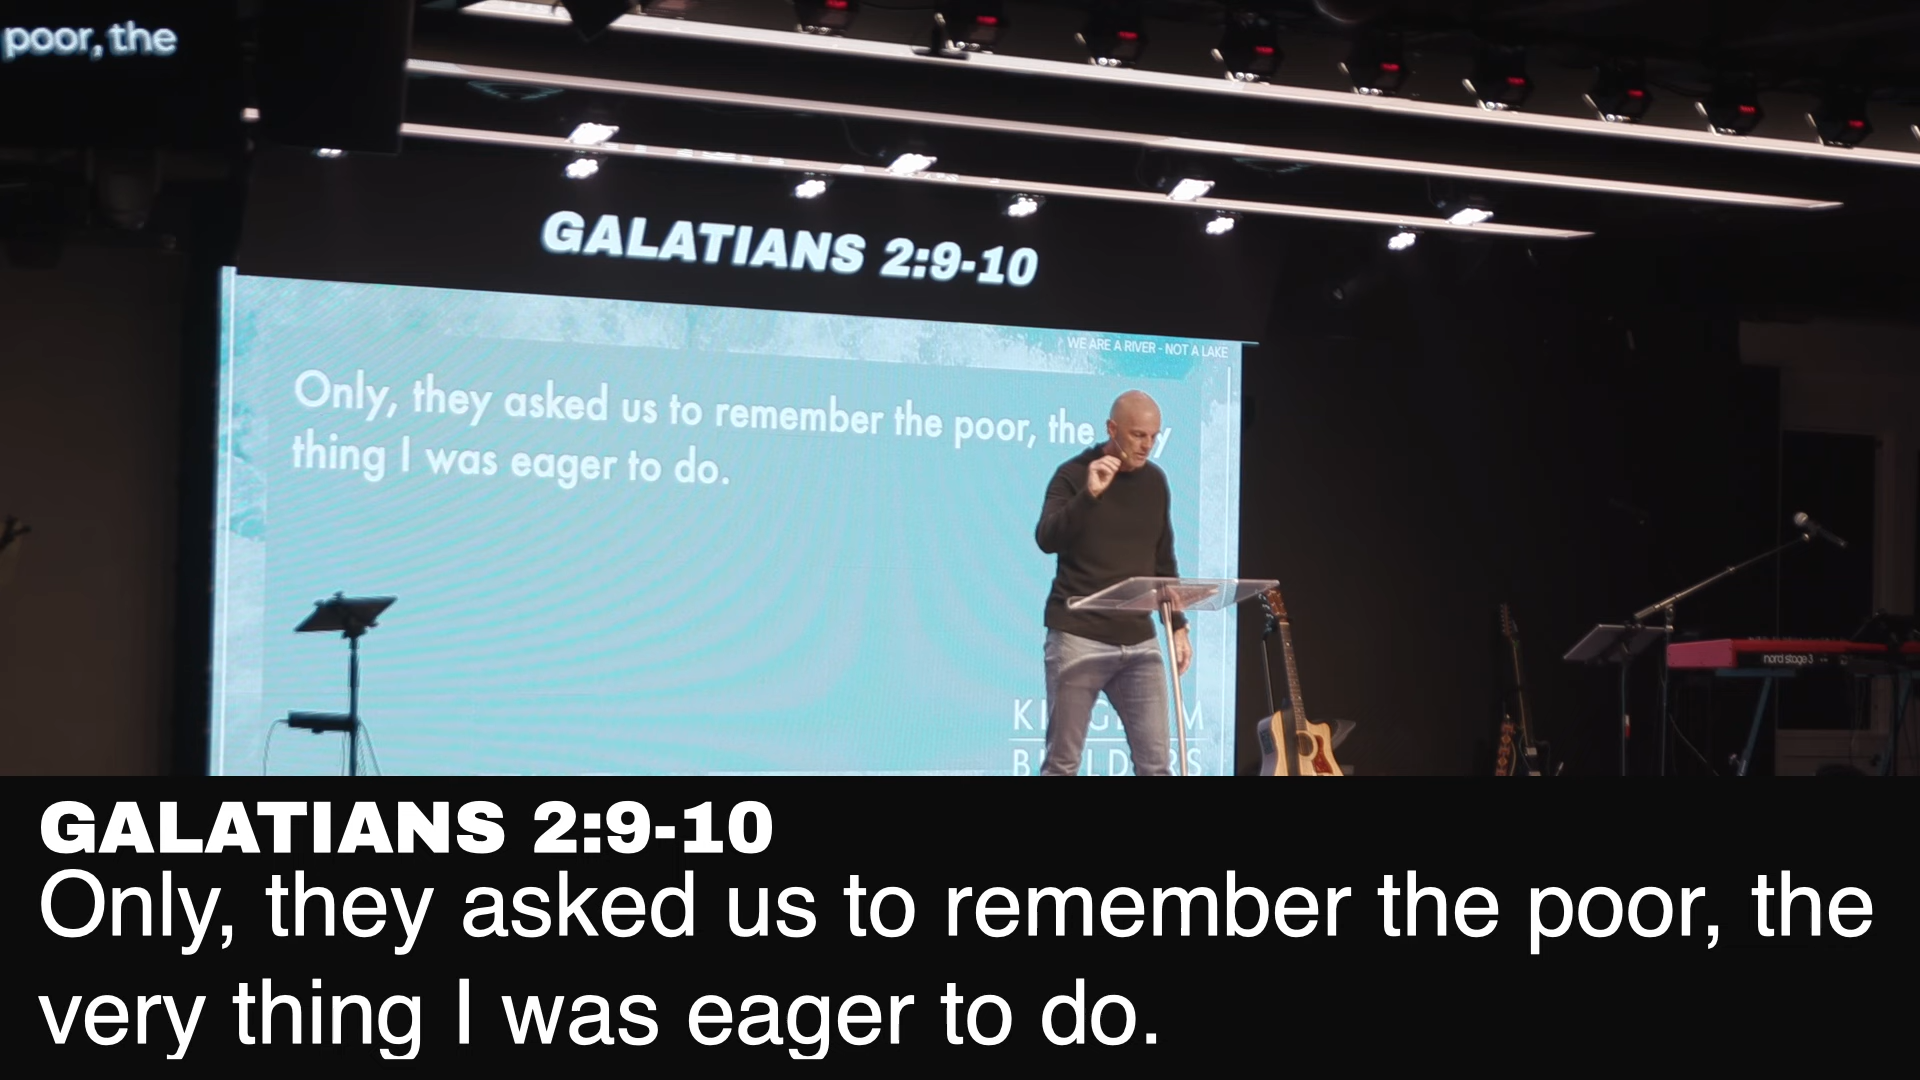 poor, the
GALATIANS 2:9-10
WE ARE A RIVER - NOT A LAKE
Only, they asked us to remember the poor, the
thing I was eager to do.
nord stage 3
GALATIANS 2:9-10
Only, they asked us to remember the poor, the
very thing I was eager to do.